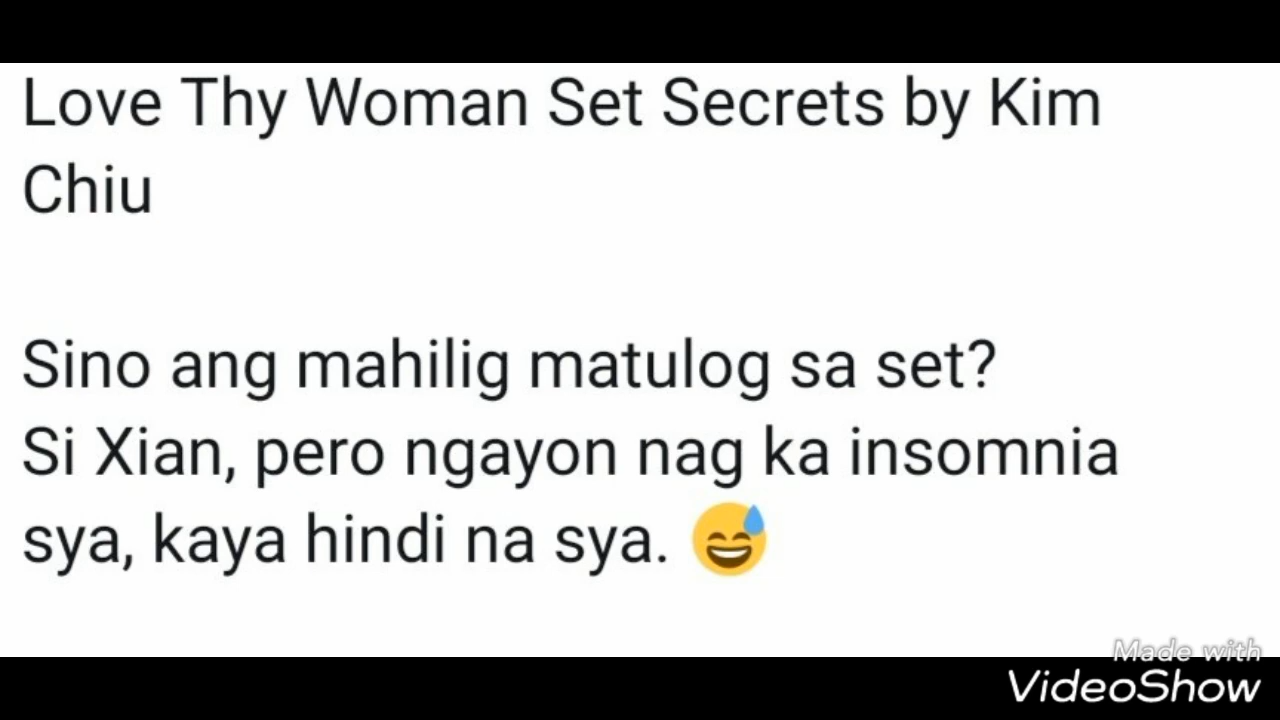 Love Thy Woman Set Secrets by Kim
Chiu
Sino ang mahilig matulog sa set?
Si Xian, pero ngayon nag ka insomnia
sya, kaya hindi na sya. 😅
Made with
VideoShow